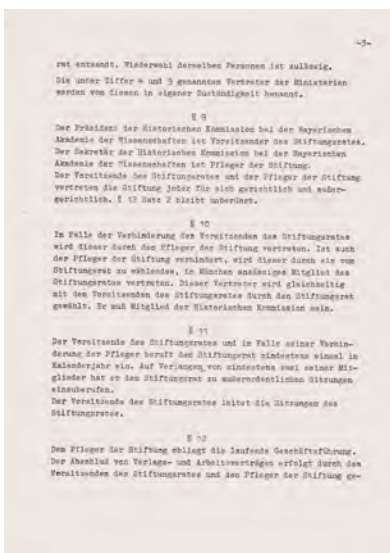 -3-
rat entsandt. Wiederwahl derselben Personen ist zulässig.
Die unter Ziffer 4 und 9 genannten Vertreter der Ministerien
werden von diesen in eigener Zuständigkeit benannt.
§ 9
Der Präsident der Historischen Kommission bei der Bayerischen
Akademie der Wissenschaften ist Vorsitzender des Stiftungsrates.
Der Sekretär der Historischen Kommission bei der Bayerischen
Akademie der Wissenschaften ist Pfleger der Stiftung.
Der Vorsitzende des Stiftungsrates und der Pfleger der Stiftung
vertreten die Stiftung jeder für sich gerichtlich und außer-
gerichtlich. § 13 Satz 2 bleibt unberührt.
§ 10
Im Falle der Verhinderung des Vorsitzenden des Stiftungsrates
wird dieser durch den Pfleger der Stiftung vertreten. Ist auch
der Pfleger der Stiftung verhindert, wird dieser durch ein vom
Stiftungsrat zu wählendes, in München ansässiges Mitglied des
Stiftungsrates vertreten. Dieser Vertreter wird gleichzeitig
mit dem Vorsitzenden des Stiftungsrates durch den Stiftungsrat
gewählt. Er muß Mitglied der Historischen Kommission sein.
§ 11
Der Vorsitzende des Stiftungsrates und im Falle seiner Verhin-
derung der Pfleger beruft den Stiftungsrat mindestens einmal im
Kalenderjahr ein. Auf Verlangen von mindestens zwei seiner Mit-
glieder hat er den Stiftungsrat zu außerordentlichen Sitzungen
einzuberufen.
Der Vorsitzende des Stiftungsrates leitet die Sitzungen des
Stiftungsrates.
§ 12
Dem Pfleger der Stiftung obliegt die laufende Geschäftsführung.
Der Abschluß von Verlags- und Arbeitsverträgen erfolgt durch den
Vorsitzenden des Stiftungsrates und den Pfleger der Stiftung ge-